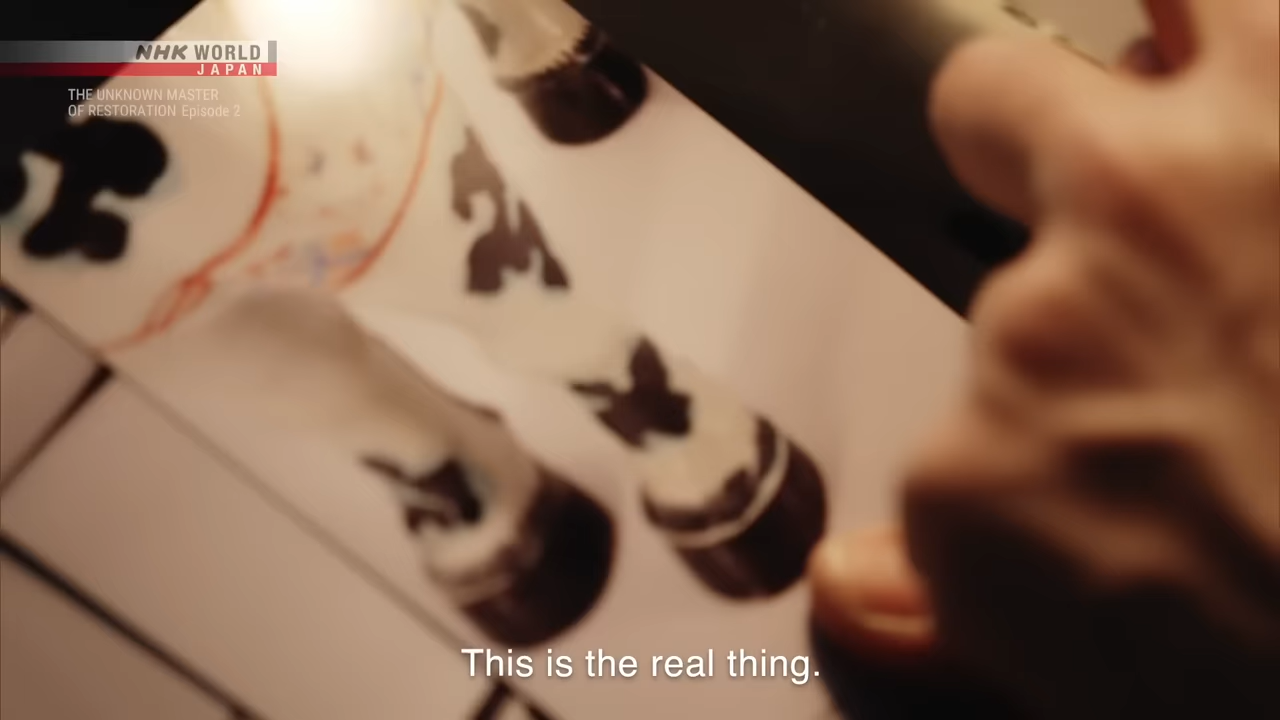 NHK WORLD
JAPAN
THE UNKNOWN MASTER
OF RESTORATION Episode 2
This is the real thing.